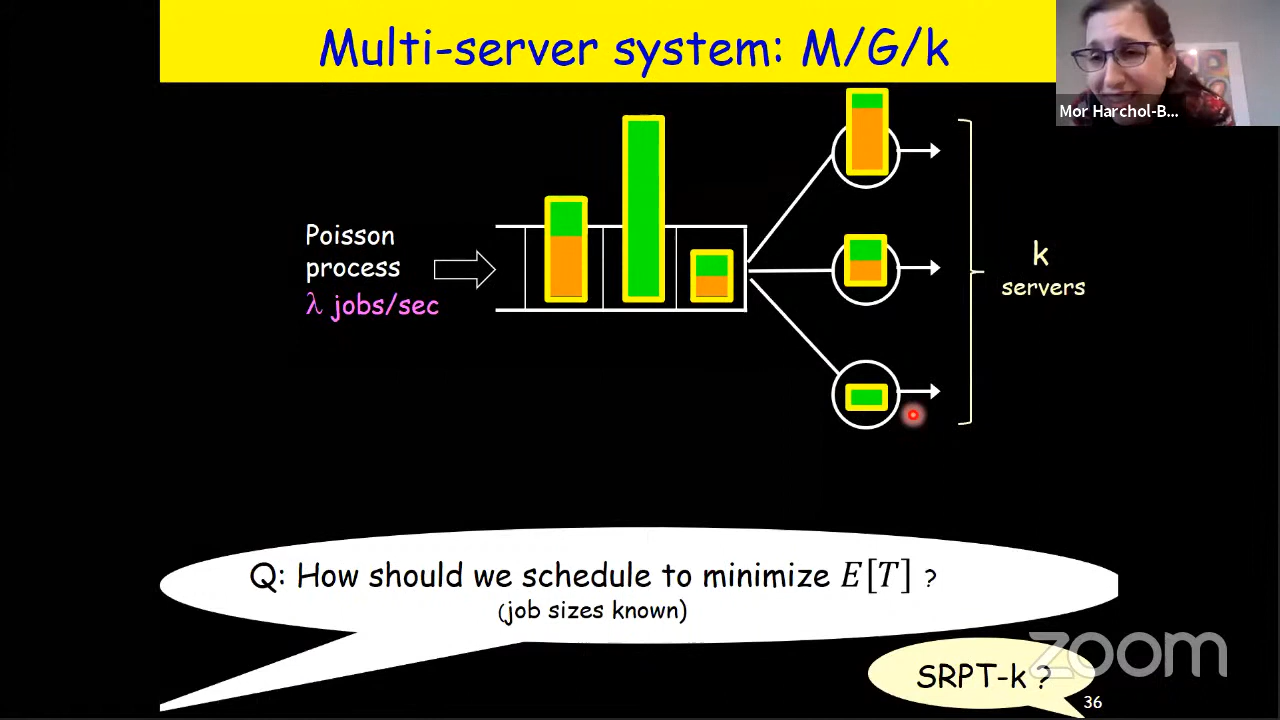 Multi-server system: M/G/k
Mor Harchol-B...
Poisson
process
λ jobs/sec
k
servers
Q: How should we schedule to minimize E[T] ?
(job sizes known)
SRPT-k ?
zoom
36